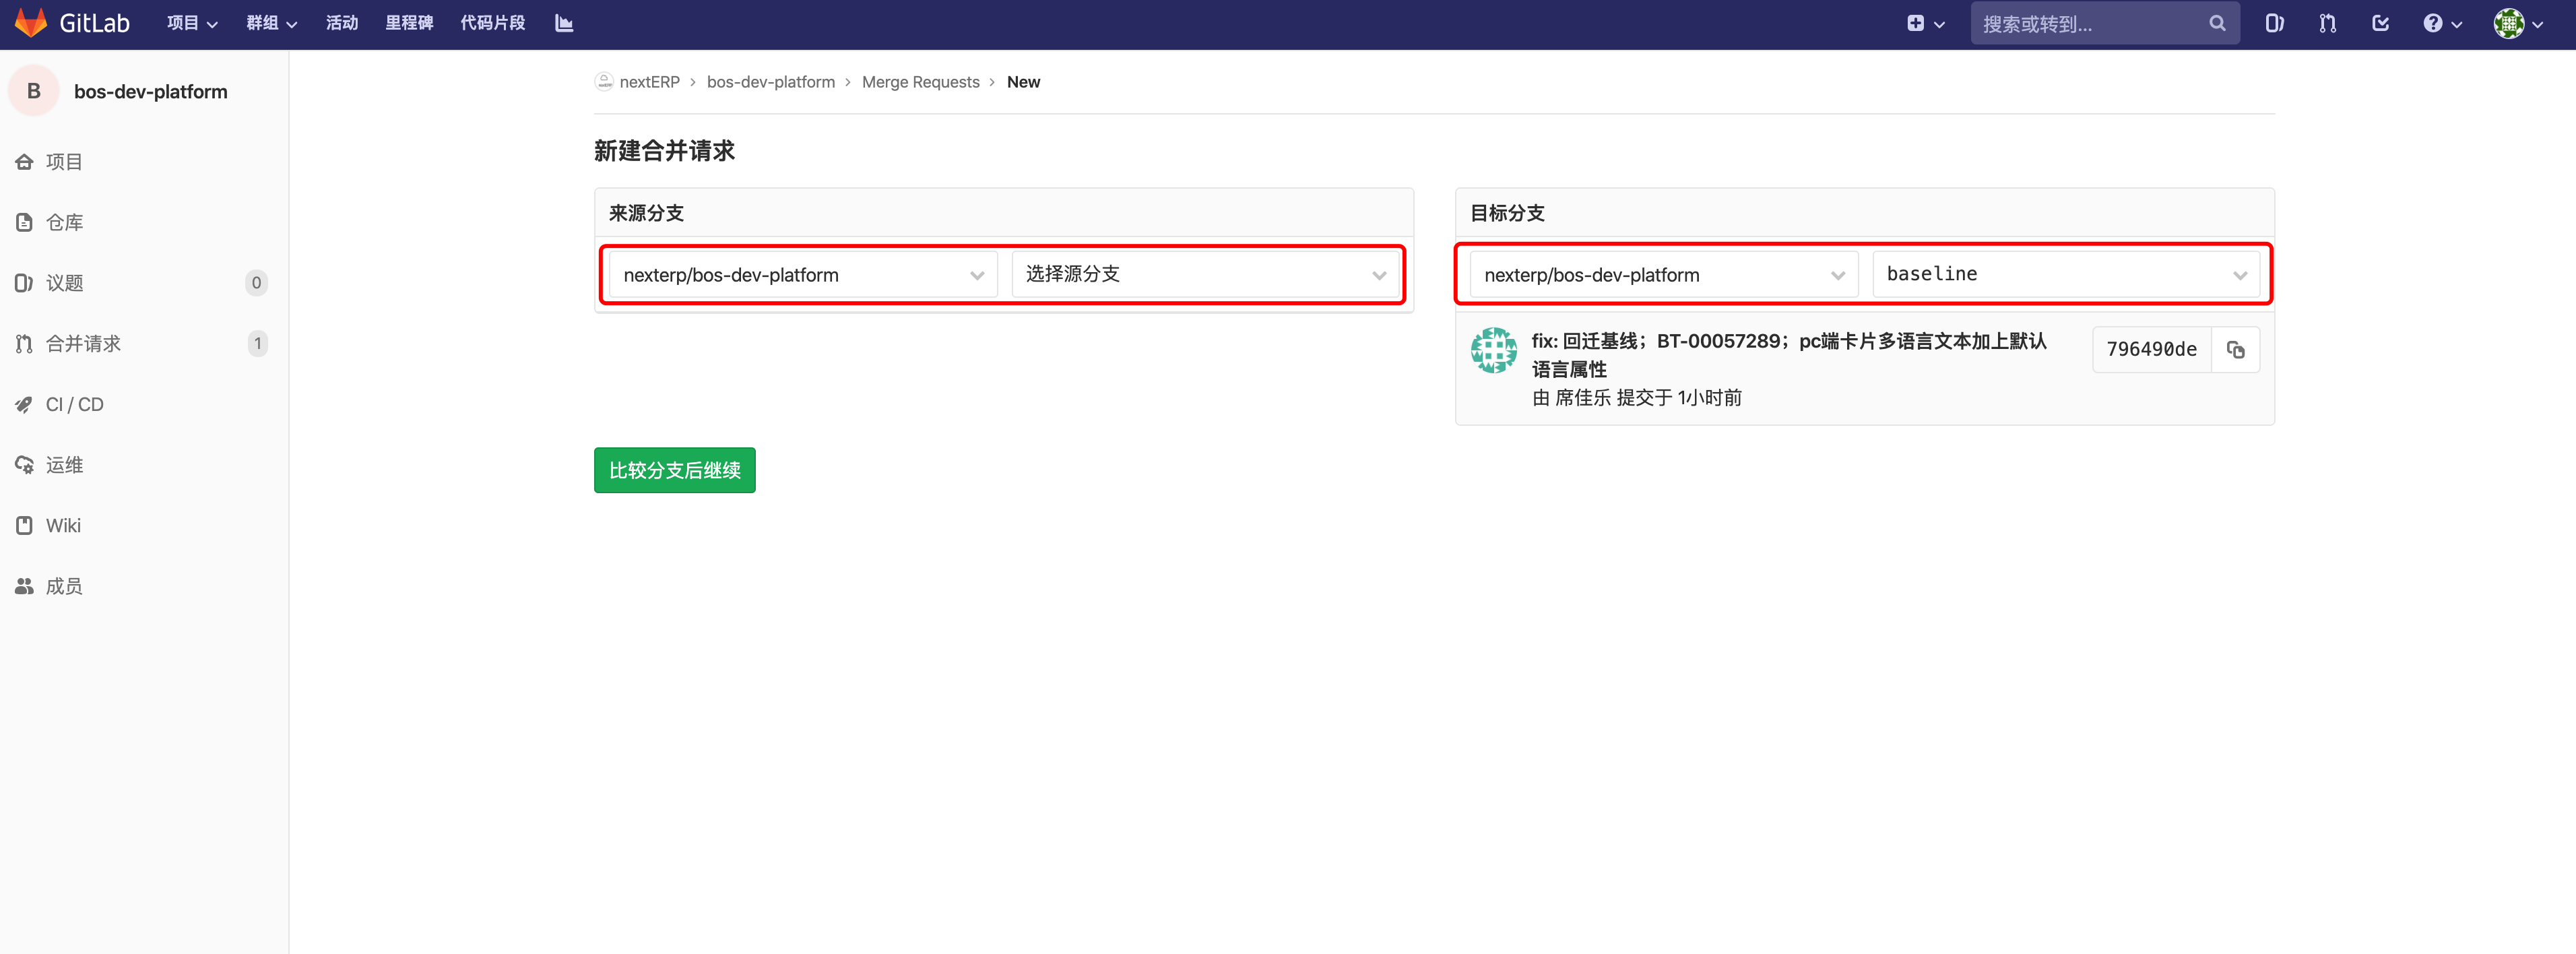 GitLab 项目 群组 活动 里程碑 代码片段 搜索或转到...
B bos-dev-platform
项目
仓库
议题 0
合并请求 1
CI / CD
运维
Wiki
成员
nextERP › bos-dev-platform › Merge Requests › New
新建合并请求
来源分支
nexterp/bos-dev-platform 选择源分支
目标分支
nexterp/bos-dev-platform baseline
fix: 回迁基线；BT-00057289；pc端卡片多语言文本加上默认
语言属性
由 席佳乐 提交于 1小时前
796490de
比较分支后继续